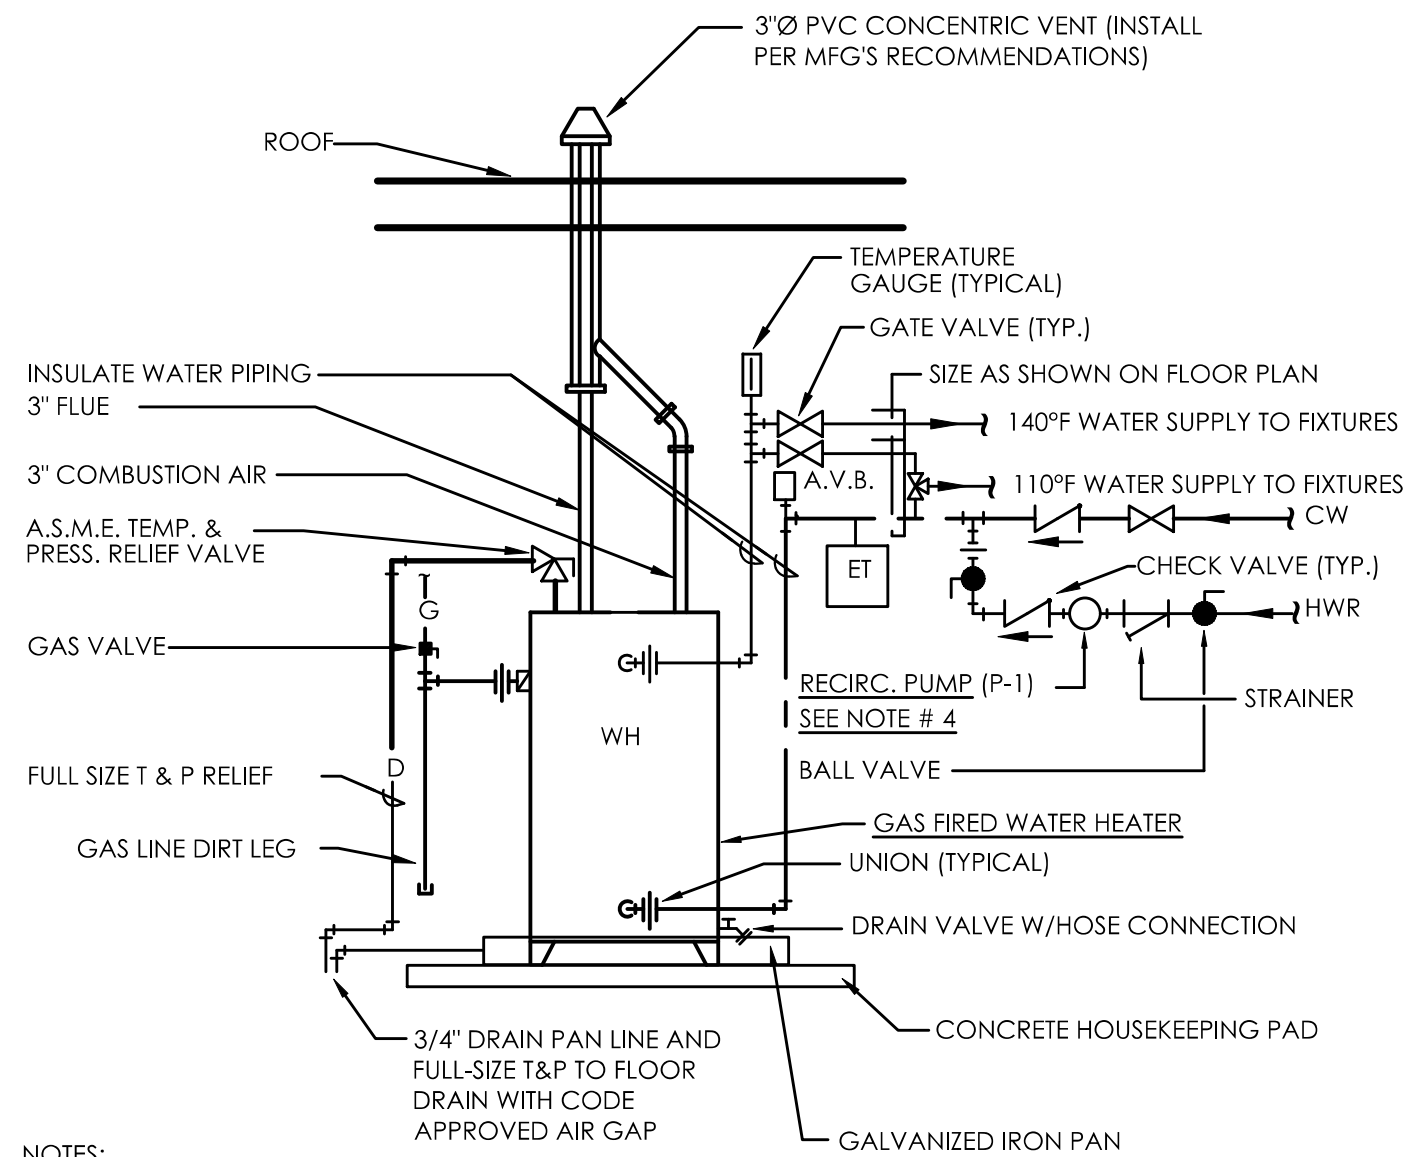 3"Ø PVC CONCENTRIC VENT (INSTALL
PER MFG'S RECOMMENDATIONS)
ROOF
TEMPERATURE
GAUGE (TYPICAL)
GATE VALVE (TYP.)
INSULATE WATER PIPING
SIZE AS SHOWN ON FLOOR PLAN
3" FLUE
140°F WATER SUPPLY TO FIXTURES
3" COMBUSTION AIR
A.V.B.
110°F WATER SUPPLY TO FIXTURES
A.S.M.E. TEMP. &
PRESS. RELIEF VALVE
CW
ET
CHECK VALVE (TYP.)
G
HWR
GAS VALVE
RECIRC. PUMP (P-1)
SEE NOTE # 4
STRAINER
WH
D
FULL SIZE T & P RELIEF
BALL VALVE
GAS LINE DIRT LEG
GAS FIRED WATER HEATER
UNION (TYPICAL)
DRAIN VALVE W/HOSE CONNECTION
3/4" DRAIN PAN LINE AND
FULL-SIZE T&P TO FLOOR
DRAIN WITH CODE
APPROVED AIR GAP
CONCRETE HOUSEKEEPING PAD
GALVANIZED IRON PAN
NOTES: